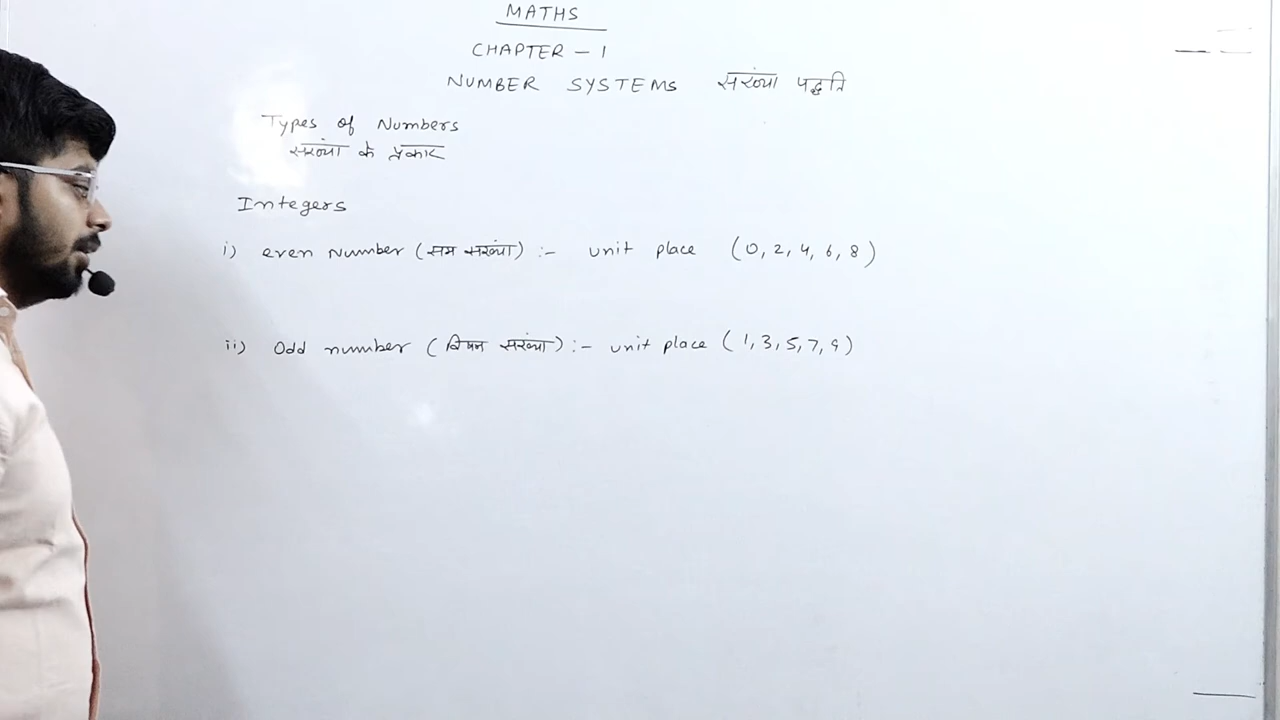 MATHS
CHAPTER - 1
NUMBER SYSTEMS संख्या पद्धति
Types of Numbers
संख्या के प्रकार
Integers
i) even Number (सम संख्या) :- unit place (0, 2, 4, 6, 8)
ii) Odd number (विषम संख्या) :- unit place (1, 3, 5, 7, 9)